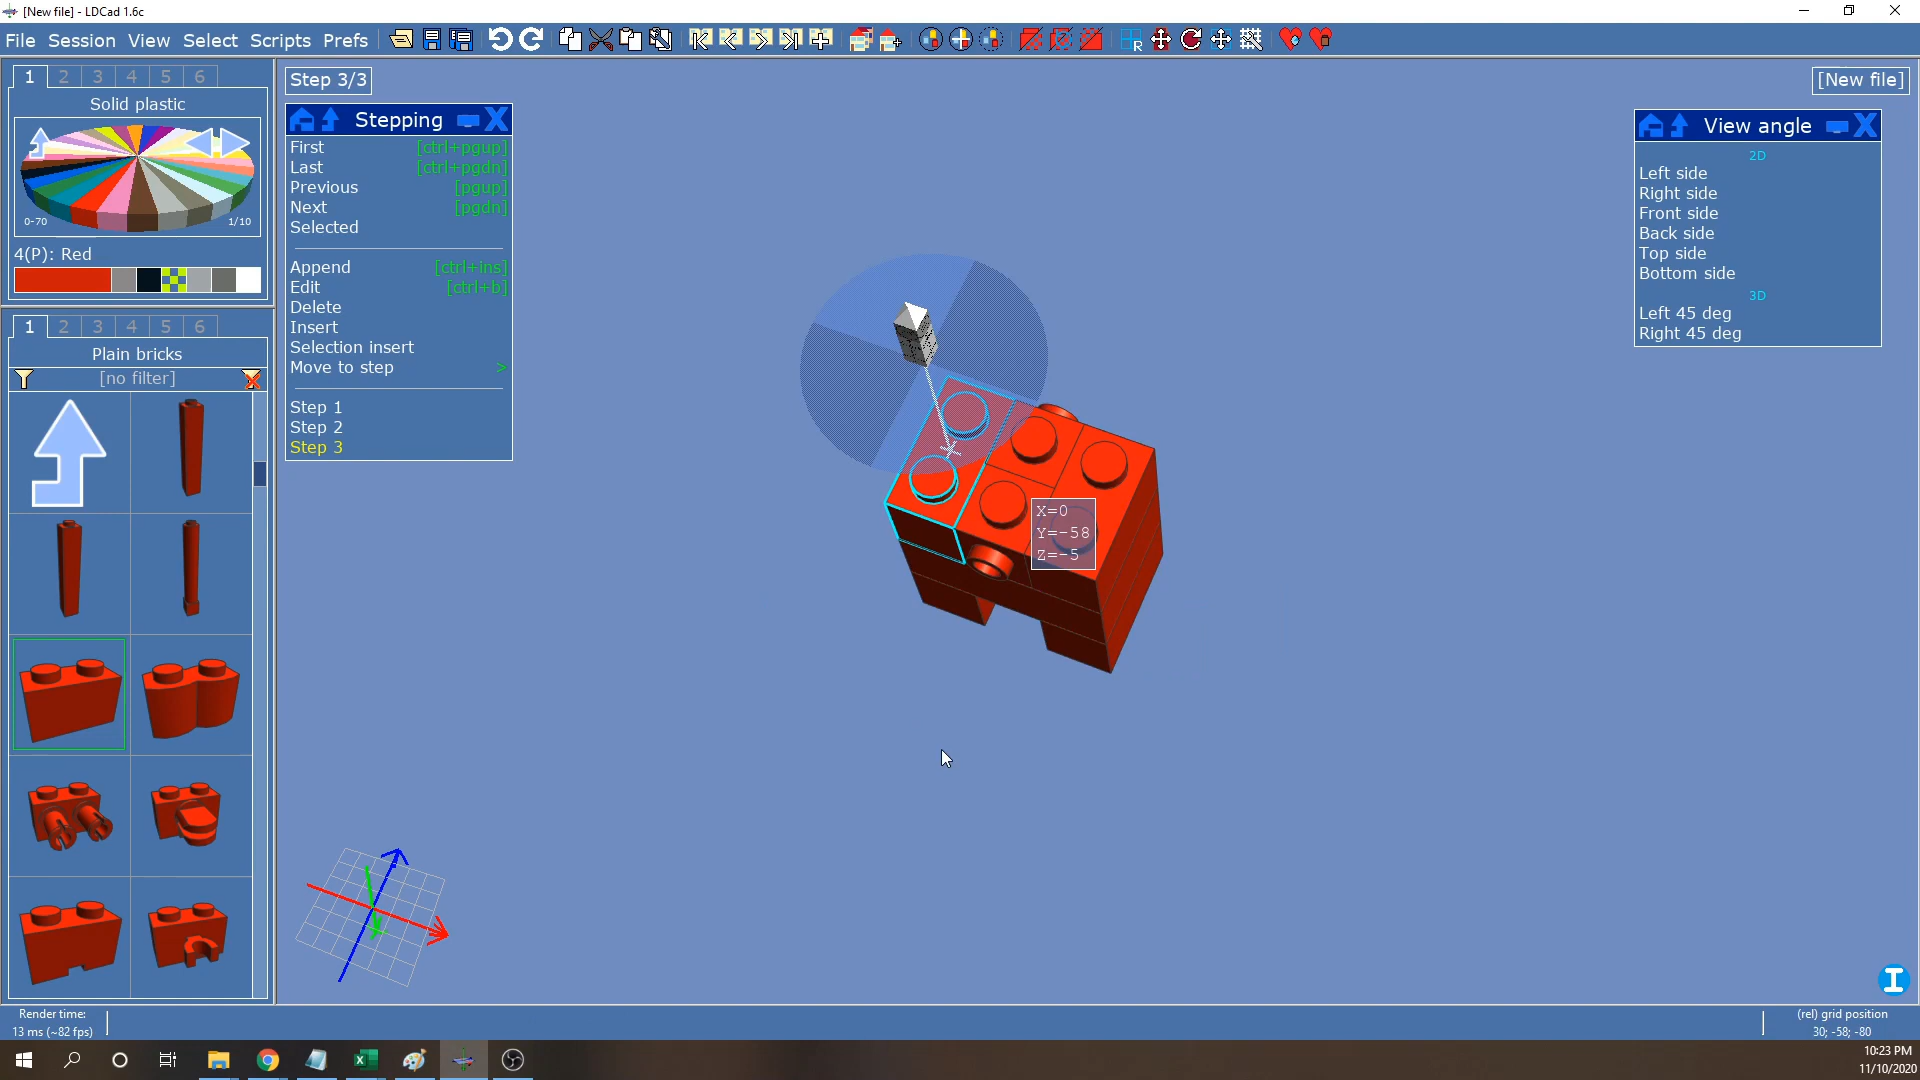 [New file] - LDCad 1.6c
File Session View Select Scripts Prefs
1 2 3 4 5 6
Solid plastic
0-70 1/10
4(P): Red
1 2 3 4 5 6
Plain bricks
[no filter]
Step 3/3
Stepping
First [ctrl+pgup]
Last [ctrl+pgdn]
Previous [pgup]
Next [pgdn]
Selected
Append [ctrl+ins]
Edit [ctrl+b]
Delete
Insert
Selection insert
Move to step >
Step 1
Step 2
Step 3
X=0
Y=-58
Z=-5
[New file]
View angle
2D
Left side
Right side
Front side
Back side
Top side
Bottom side
3D
Left 45 deg
Right 45 deg
Render time:
13 ms (~82 fps)
(rel) grid position
30; -58; -80
10:23 PM
11/10/2020